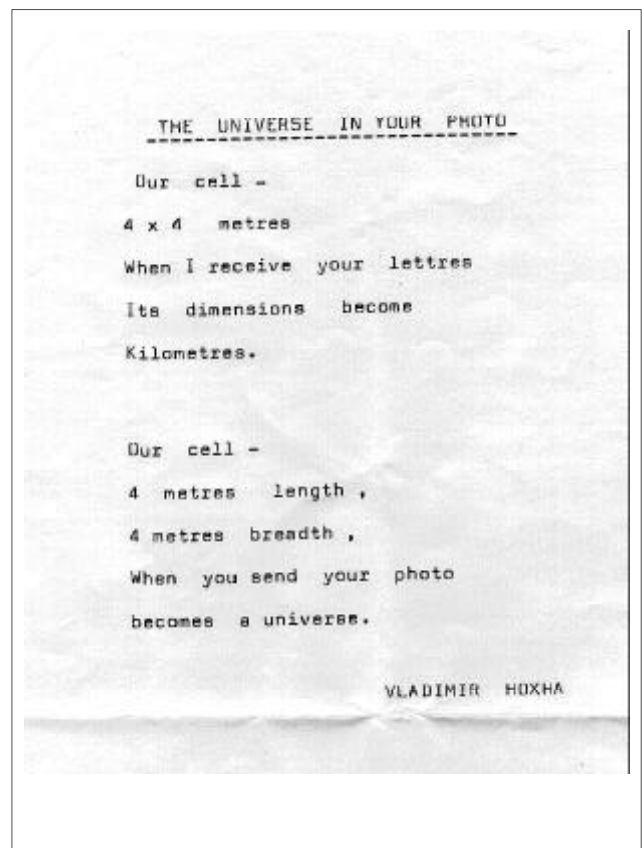 THE UNIVERSE IN YOUR PHOTO
Our cell -
4 x 4 metres
When I receive your lettres
Its dimensions become
Kilometres.
Our cell -
4 metres length ,
4 metres breadth ,
When you send your photo
becomes a universe.
VLADIMIR HOXHA